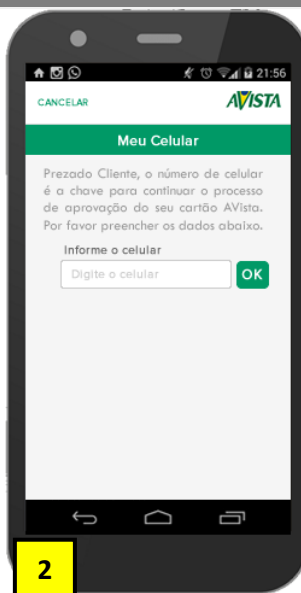 21:56
CANCELAR
AVISTA
Meu Celular
Prezado Cliente, o número de celular
é a chave para continuar o processo
de aprovação do seu cartão AVista.
Por favor preencher os dados abaixo.
Informe o celular
Digite o celular
OK
2